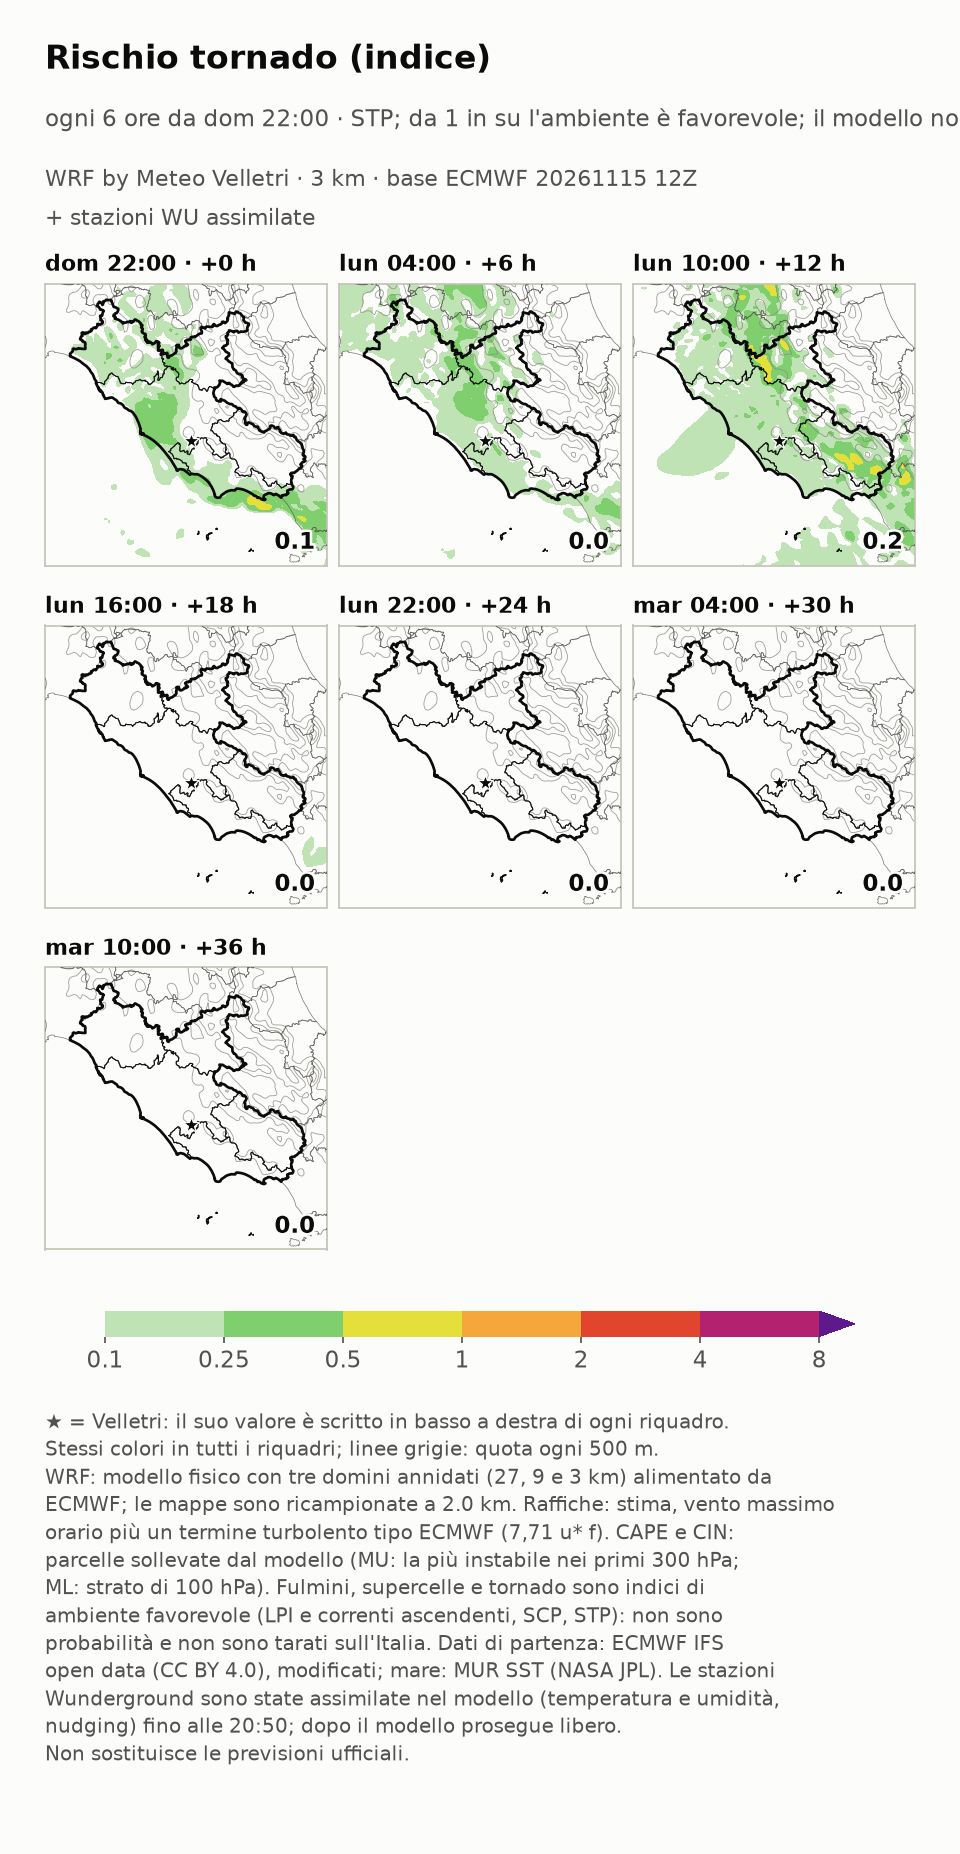 Rischio tornado (indice)
ogni 6 ore da dom 22:00 · STP; da 1 in su l'ambiente è favorevole; il modello no
WRF by Meteo Velletri · 3 km · base ECMWF 20261115 12Z
+ stazioni WU assimilate
dom 22:00 · +0 h
lun 04:00 · +6 h
lun 10:00 · +12 h
0.1
0.0
0.2
lun 16:00 · +18 h
lun 22:00 · +24 h
mar 04:00 · +30 h
0.0
0.0
0.0
mar 10:00 · +36 h
0.0
0.1 0.25 0.5 1 2 4 8
★ = Velletri: il suo valore è scritto in basso a destra di ogni riquadro.
Stessi colori in tutti i riquadri; linee grigie: quota ogni 500 m.
WRF: modello fisico con tre domini annidati (27, 9 e 3 km) alimentato da
ECMWF; le mappe sono ricampionate a 2.0 km. Raffiche: stima, vento massimo
orario più un termine turbolento tipo ECMWF (7,71 u* f). CAPE e CIN:
parcelle sollevate dal modello (MU: la più instabile nei primi 300 hPa;
ML: strato di 100 hPa). Fulmini, supercelle e tornado sono indici di
ambiente favorevole (LPI e correnti ascendenti, SCP, STP): non sono
probabilità e non sono tarati sull'Italia. Dati di partenza: ECMWF IFS
open data (CC BY 4.0), modificati; mare: MUR SST (NASA JPL). Le stazioni
Wunderground sono state assimilate nel modello (temperatura e umidità,
nudging) fino alle 20:50; dopo il modello prosegue libero.
Non sostituisce le previsioni ufficiali.